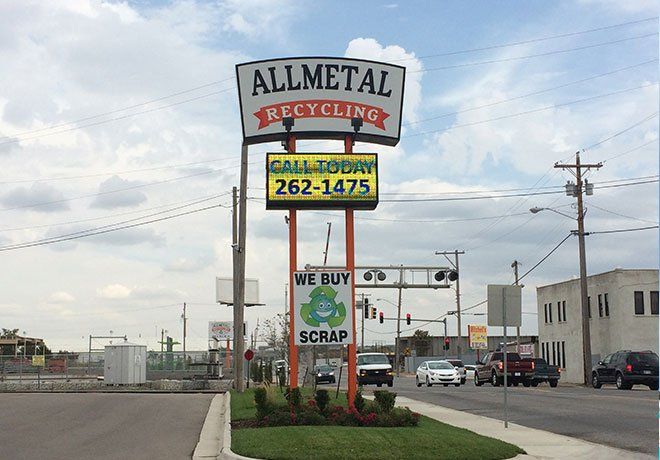 ALLMETAL
RECYCLING
CALL TODAY
262-1475
WE BUY
SCRAP